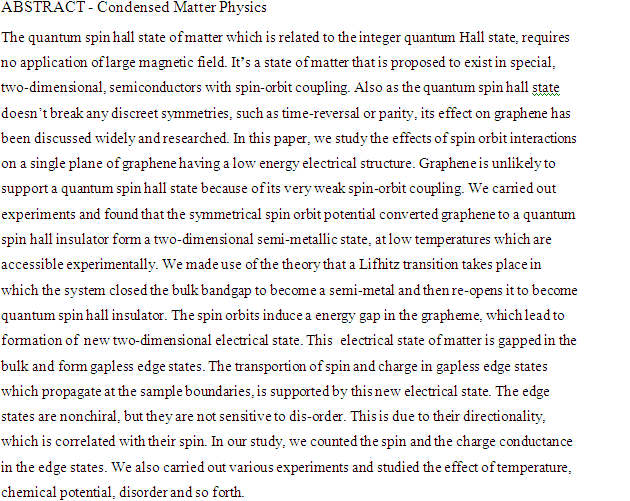 ABSTRACT - Condensed Matter Physics
The quantum spin hall state of matter which is related to the integer quantum Hall state, requires
no application of large magnetic field. It's a state of matter that is proposed to exist in special,
two-dimensional, semiconductors with spin-orbit coupling. Also as the quantum spin hall state
doesn't break any discreet symmetries, such as time-reversal or parity, its effect on graphene has
been discussed widely and researched. In this paper, we study the effects of spin orbit interactions
on a single plane of graphene having a low energy electrical structure. Graphene is unlikely to
support a quantum spin hall state because of its very weak spin-orbit coupling. We carried out
experiments and found that the symmetrical spin orbit potential converted graphene to a quantum
spin hall insulator form a two-dimensional semi-metallic state, at low temperatures which are
accessible experimentally. We made use of the theory that a Lifhitz transition takes place in
which the system closed the bulk bandgap to become a semi-metal and then re-opens it to become
quantum spin hall insulator. The spin orbits induce a energy gap in the grapheme, which lead to
formation of new two-dimensional electrical state. This  electrical state of matter is gapped in the
bulk and form gapless edge states. The transportion of spin and charge in gapless edge states
which propagate at the sample boundaries, is supported by this new electrical state. The edge
states are nonchiral, but they are not sensitive to dis-order. This is due to their directionality,
which is correlated with their spin. In our study, we counted the spin and the charge conductance
in the edge states. We also carried out various experiments and studied the effect of temperature,
chemical potential, disorder and so forth.